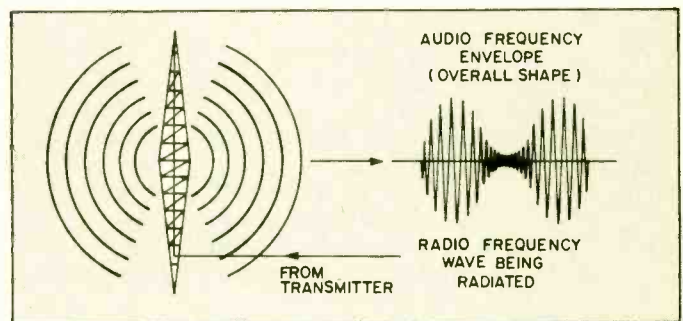 AUDIO FREQUENCY
ENVELOPE
(OVERALL SHAPE)
RADIO FREQUENCY
WAVE BEING
RADIATED
FROM
TRANSMITTER